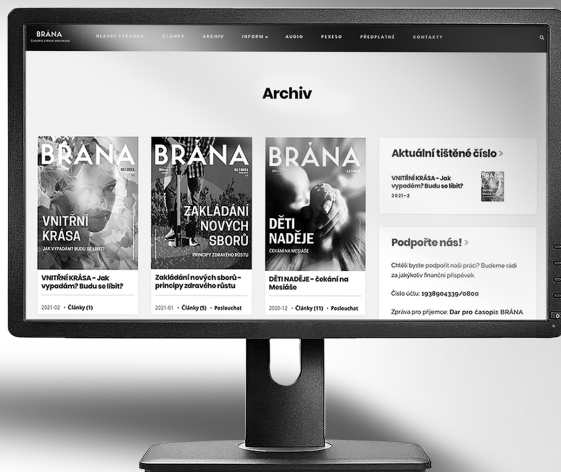 BRÁNA
HLAVNÍ STRÁNKA ČLÁNKY ARCHIV INFORM AUDIO PEXESO PŘEDPLATNÉ KONTAKTY
Archiv
BRÁNA
VNITŘNÍ
KRÁSA
JAK VYPADÁM? BUDU SE LÍBIT?
VNITŘNÍ KRÁSA - Jak
vypadám? Budu se líbit?
2021-02 • Články (1)
BRÁNA
ZAKLÁDÁNÍ
NOVÝCH
SBORŮ
PRINCIPY ZDRAVÉHO RŮSTU
Zakládání nových sborů -
principy zdravého růstu
2021-01 • Články (5) • Poslouchat
BRÁNA
DĚTI
NADĚJE
ČEKÁNÍ NA MESIÁŠE
DĚTI NADĚJE - čekání na
Mesiáše
2020-12 • Články (11) • Poslouchat
Aktuální tištěné číslo >
VNITŘNÍ KRÁSA - Jak
vypadám? Budu se líbit?
2021-2
Podpořte nás! >
Chtěli byste podpořit naši práci? Budeme rádi
za jakýkoliv finanční příspěvek.
Číslo účtu: 1938904339/0800
Zpráva pro příjemce: Dar pro časopis BRÁNA